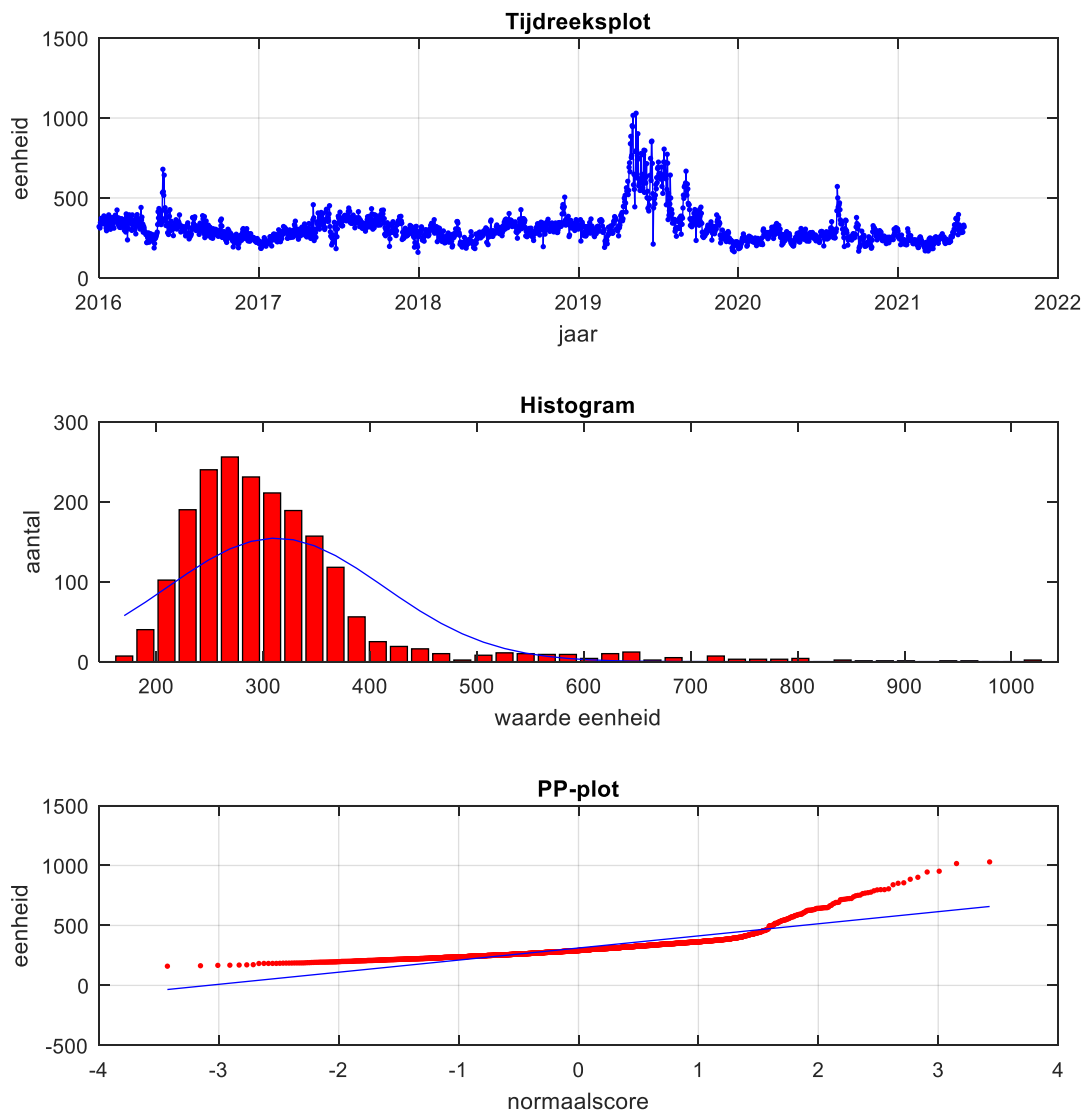 Tijdreeksplot
1500
1000
500
0
eenheid
2016 2017 2018 2019 2020 2021 2022
jaar
Histogram
300
200
100
0
aantal
200 300 400 500 600 700 800 900 1000
waarde eenheid
PP-plot
1500
1000
500
0
-500
eenheid
-4 -3 -2 -1 0 1 2 3 4
normaalscore